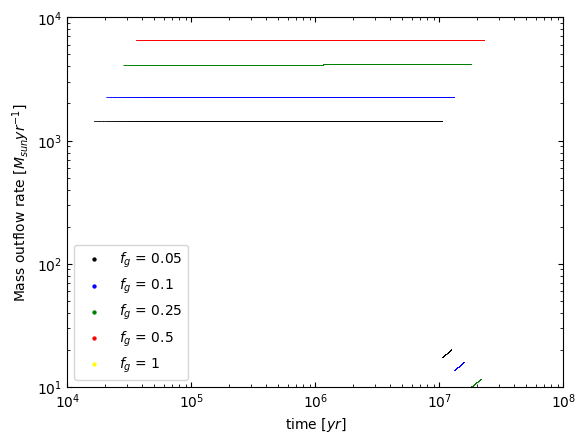 10^4
10^3
10^2
10^1
Mass outflow rate [M_{sun}yr^{-1}]
f_g = 0.05
f_g = 0.1
f_g = 0.25
f_g = 0.5
f_g = 1
10^4 10^5 10^6 10^7 10^8
time [yr]